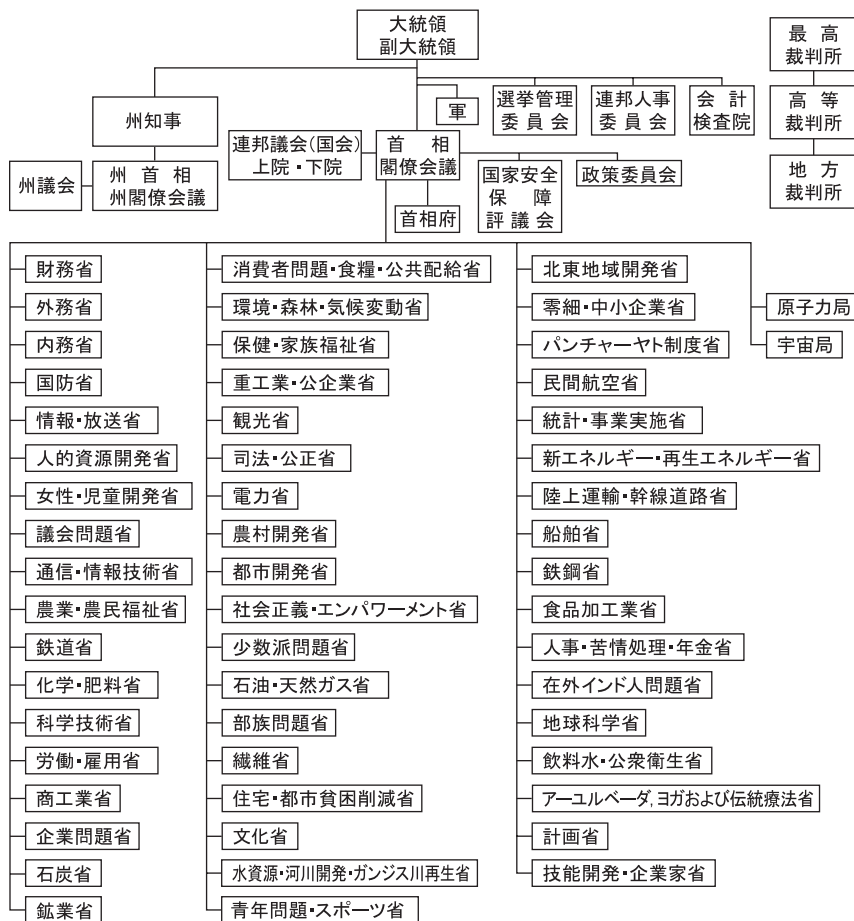 大統領
副大統領
最高
裁判所
高等
裁判所
地方
裁判所
州知事
軍
選挙管理
委員会
連邦人事
委員会
会計
検査院
州議会
州首相
州閣僚会議
連邦議会(国会)
上院・下院
首相
閣僚会議
首相府
国家安全
保障
評議会
政策委員会
財務省
外務省
内務省
国防省
情報・放送省
人的資源開発省
女性・児童開発省
議会問題省
通信・情報技術省
農業・農民福祉省
鉄道省
化学・肥料省
科学技術省
労働・雇用省
商工業省
企業問題省
石炭省
鉱業省
消費者問題・食糧・公共配給省
環境・森林・気候変動省
保健・家族福祉省
重工業・公企業省
観光省
司法・公正省
電力省
農村開発省
都市開発省
社会正義・エンパワーメント省
少数派問題省
石油・天然ガス省
部族問題省
繊維省
住宅・都市貧困削減省
文化省
水資源・河川開発・ガンジス川再生省
青年問題・スポーツ省
北東地域開発省
零細・中小企業省
パンチャーヤト制度省
民間航空省
統計・事業実施省
新エネルギー・再生エネルギー省
陸上運輸・幹線道路省
船舶省
鉄鋼省
食品加工業省
人事・苦情処理・年金省
在外インド人問題省
地球科学省
飲料水・公衆衛生省
アーユルベーダ,ヨガおよび伝統療法省
計画省
技能開発・企業家省
原子力局
宇宙局